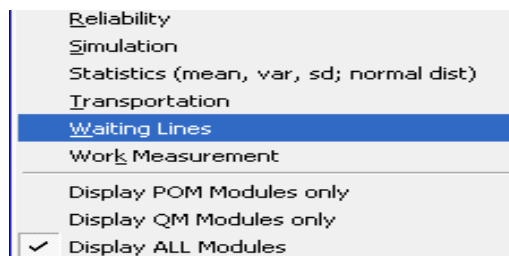 Reliability
Simulation
Statistics (mean, var, sd; normal dist)
Transportation
Waiting Lines
Work Measurement
Display POM Modules only
Display QM Modules only
Display ALL Modules